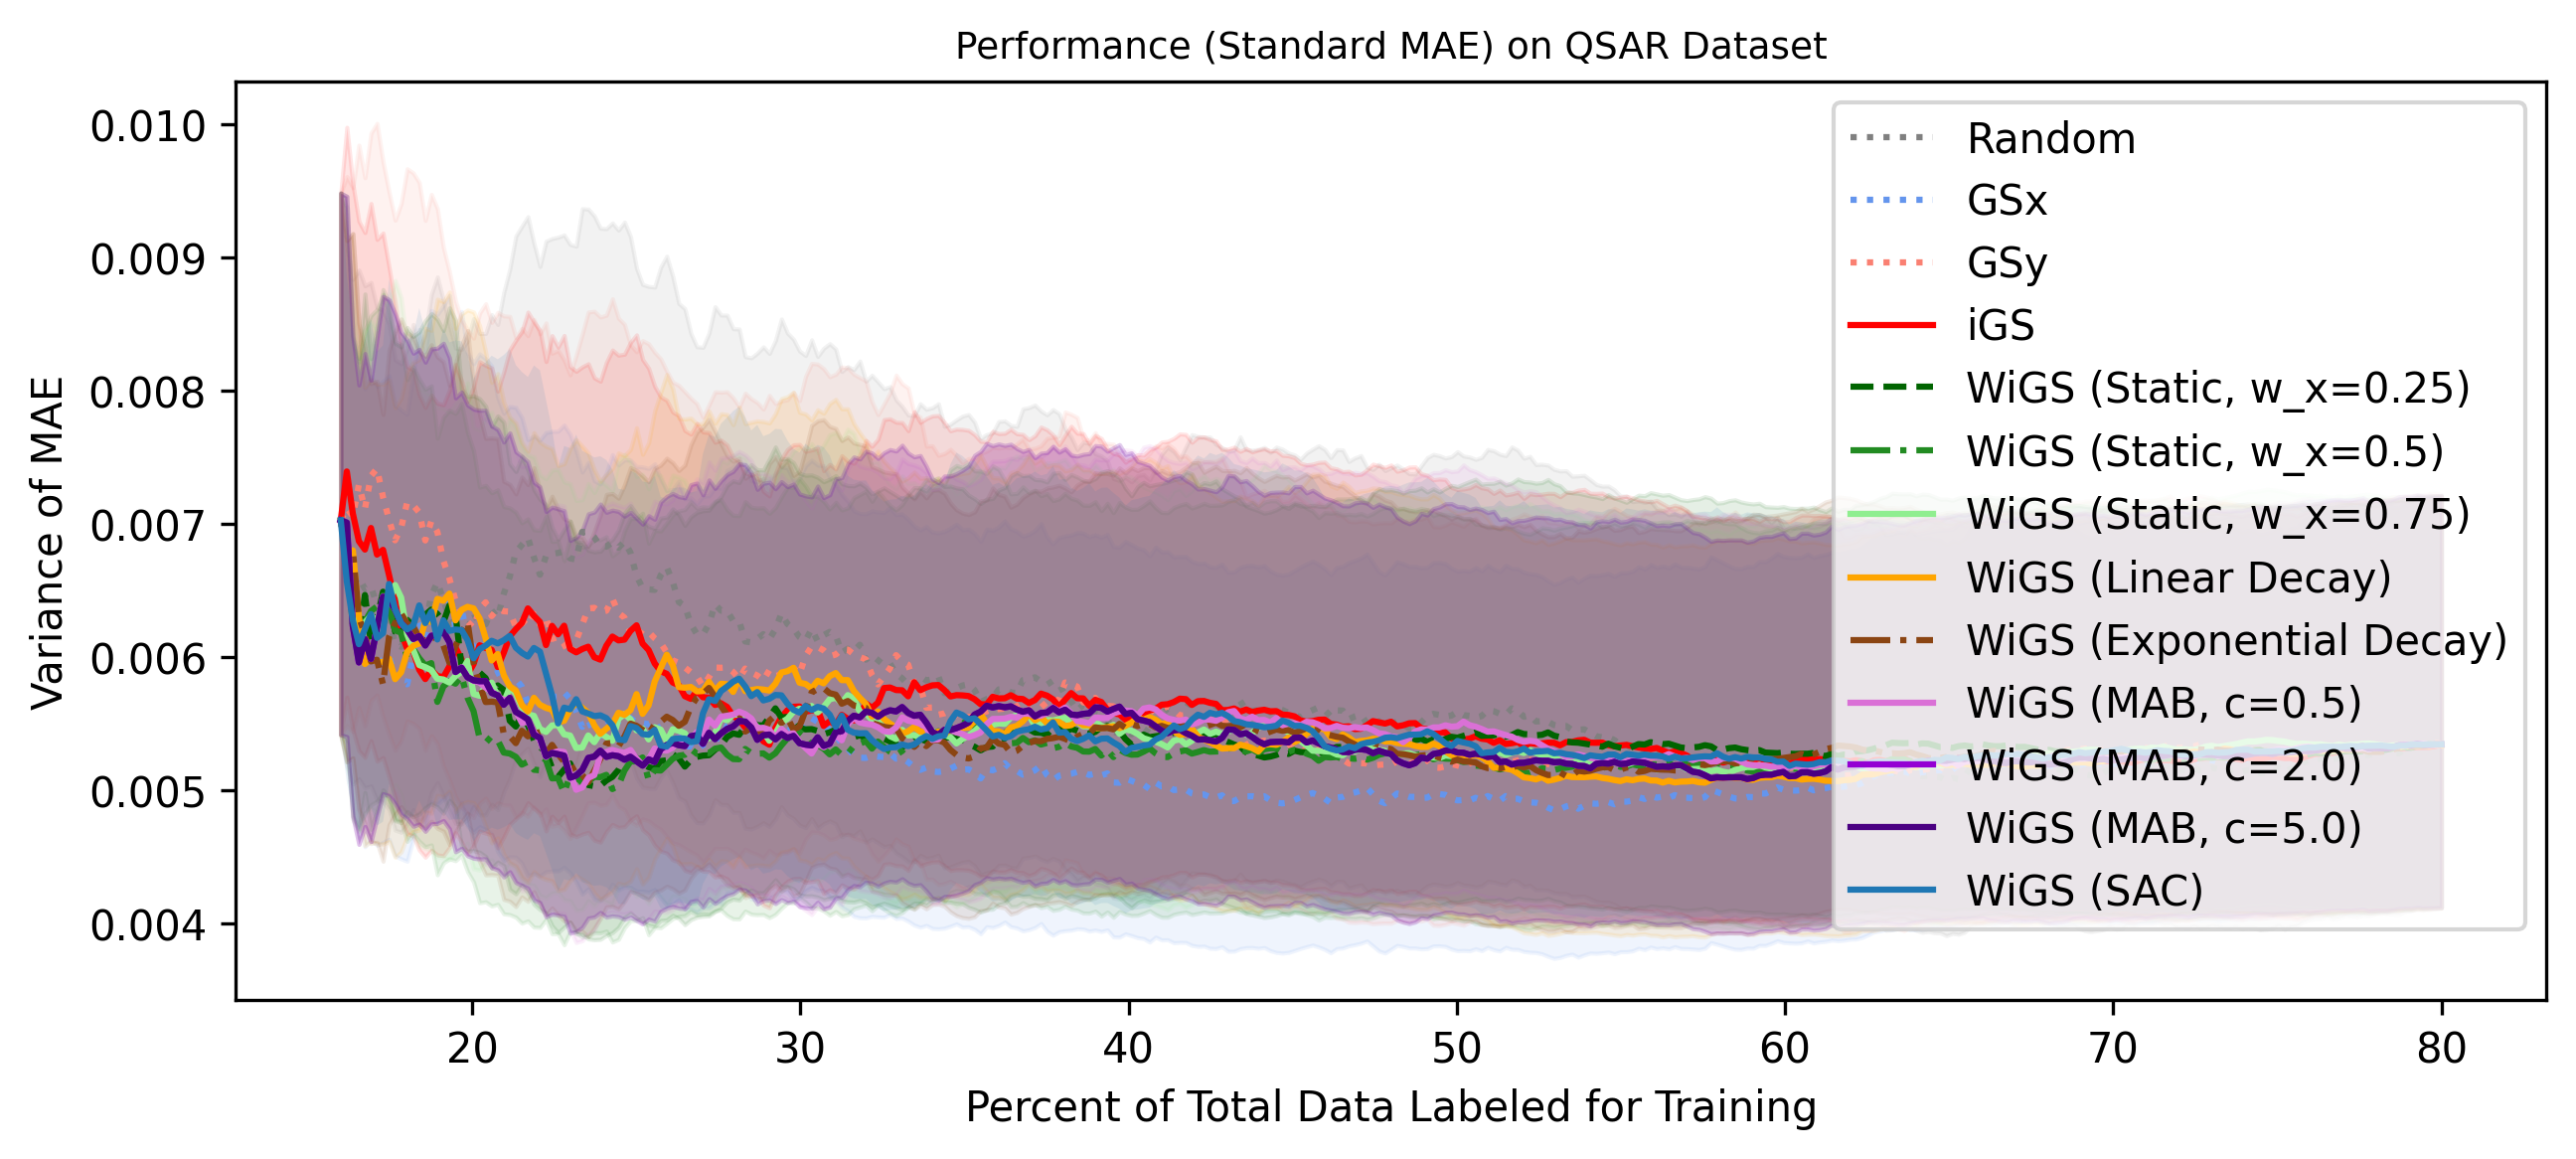 Performance (Standard MAE) on QSAR Dataset
Variance of MAE
0.010
0.009
0.008
0.007
0.006
0.005
0.004
20 30 40 50 60 70 80
Percent of Total Data Labeled for Training
Random
GSx
GSy
iGS
WiGS (Static, w_x=0.25)
WiGS (Static, w_x=0.5)
WiGS (Static, w_x=0.75)
WiGS (Linear Decay)
WiGS (Exponential Decay)
WiGS (MAB, c=0.5)
WiGS (MAB, c=2.0)
WiGS (MAB, c=5.0)
WiGS (SAC)